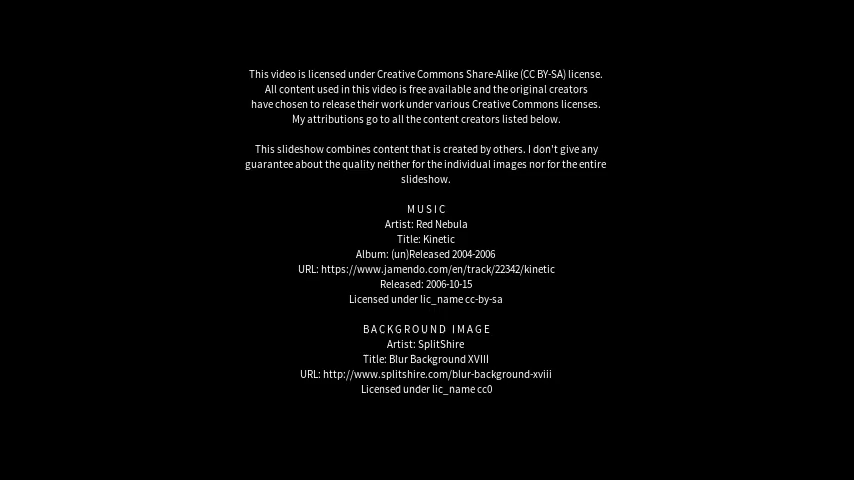 This video is licensed under Creative Commons Share-Alike (CC BY-SA) license.
All content used in this video is free available and the original creators
have chosen to release their work under various Creative Commons licenses.
My attributions go to all the content creators listed below.
This slideshow combines content that is created by others. I don't give any
guarantee about the quality neither for the individual images nor for the entire
slideshow.
MUSIC
Artist: Red Nebula
Title: Kinetic
Album: (un)Released 2004-2006
URL: https://www.jamendo.com/en/track/22342/kinetic
Released: 2006-10-15
Licensed under lic_name cc-by-sa
BACKGROUND IMAGE
Artist: SplitShire
Title: Blur Background XVIII
URL: http://www.splitshire.com/blur-background-xviii
Licensed under lic_name cc0